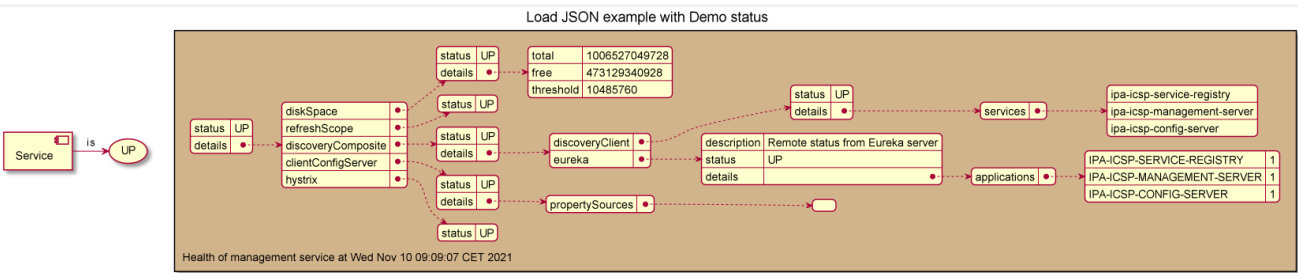 Load JSON example with Demo status
Service
is
UP
status UP
details
diskSpace
refreshScope
discoveryComposite
clientConfigServer
hystrix
status UP
details
total 1006527049728
free 473129340928
threshold 10485760
status UP
status UP
details
discoveryClient
eureka
status UP
details
services
ipa-icsp-service-registry
ipa-icsp-management-server
ipa-icsp-config-server
description Remote status from Eureka server
status UP
details
applications
IPA-ICSP-SERVICE-REGISTRY 1
IPA-ICSP-MANAGEMENT-SERVER 1
IPA-ICSP-CONFIG-SERVER 1
status UP
details
propertySources
status UP
Health of management service at Wed Nov 10 09:09:07 CET 2021